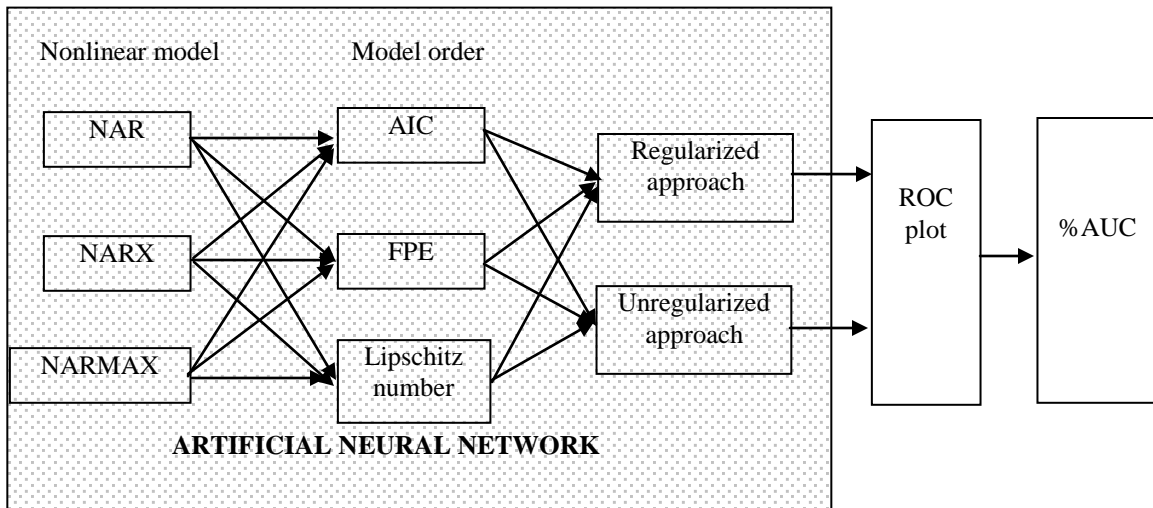 Nonlinear model
Model order
NAR
AIC
Regularized
approach
ROC
plot
%AUC
NARX
FPE
Unregularized
approach
NARMAX
Lipschitz
number
ARTIFICIAL NEURAL NETWORK